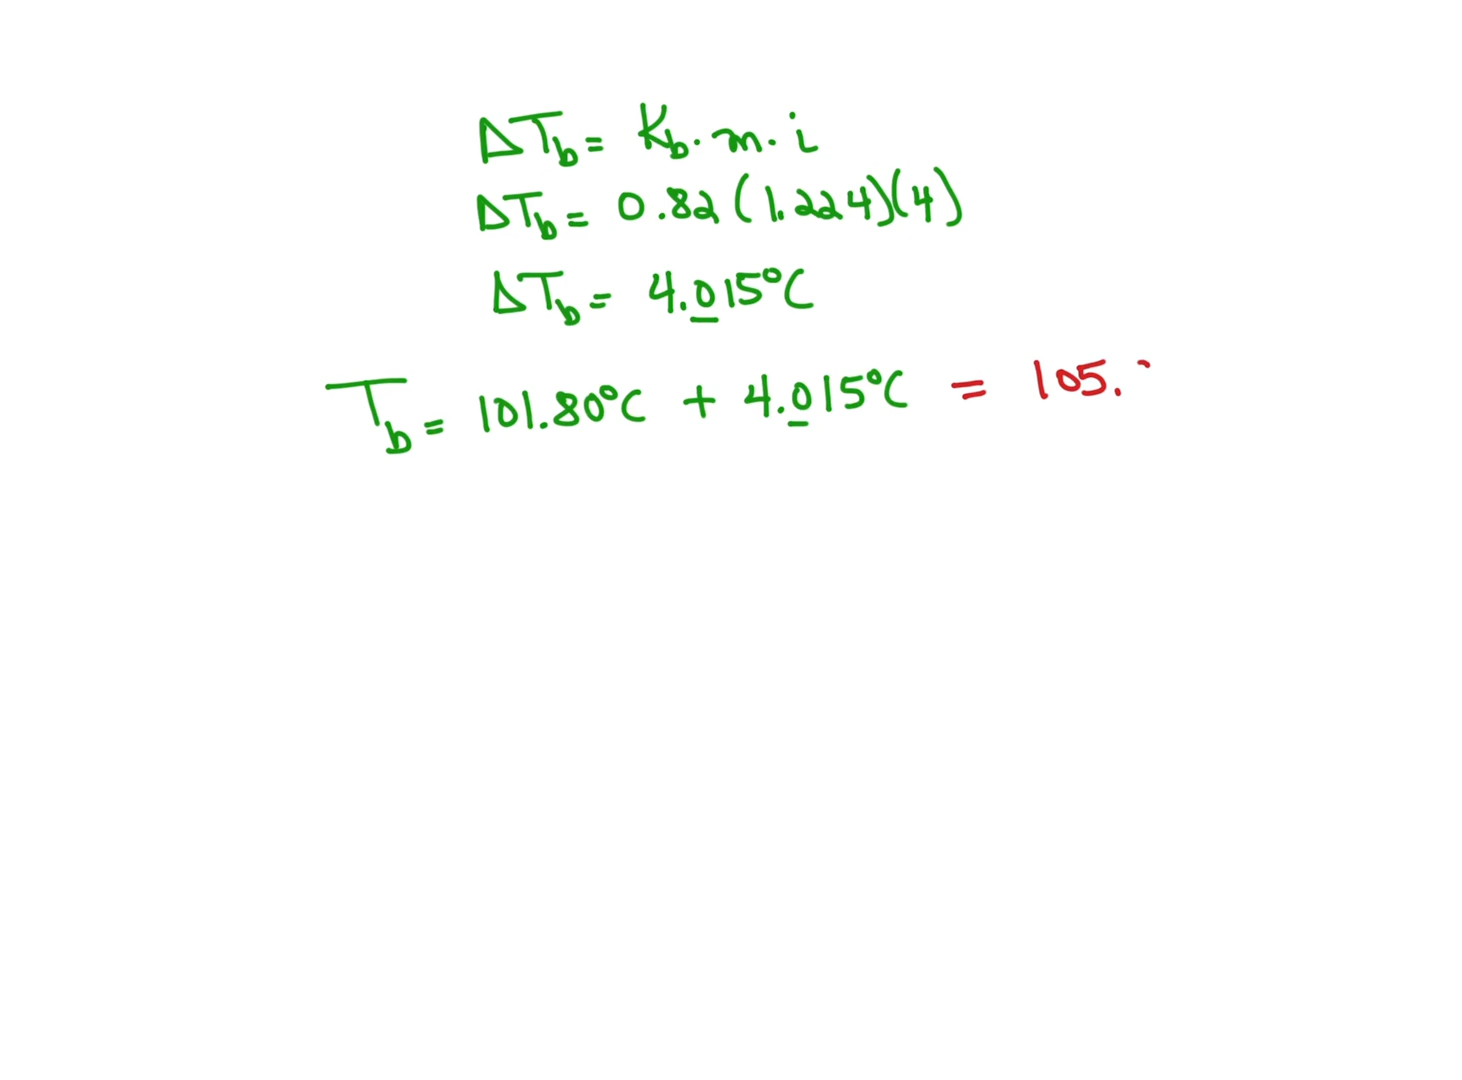 ΔTb = Kb · m · i
ΔTb = 0.82 (1.224)(4)
ΔTb = 4.015°C
Tb = 101.80°C + 4.015°C = 105.